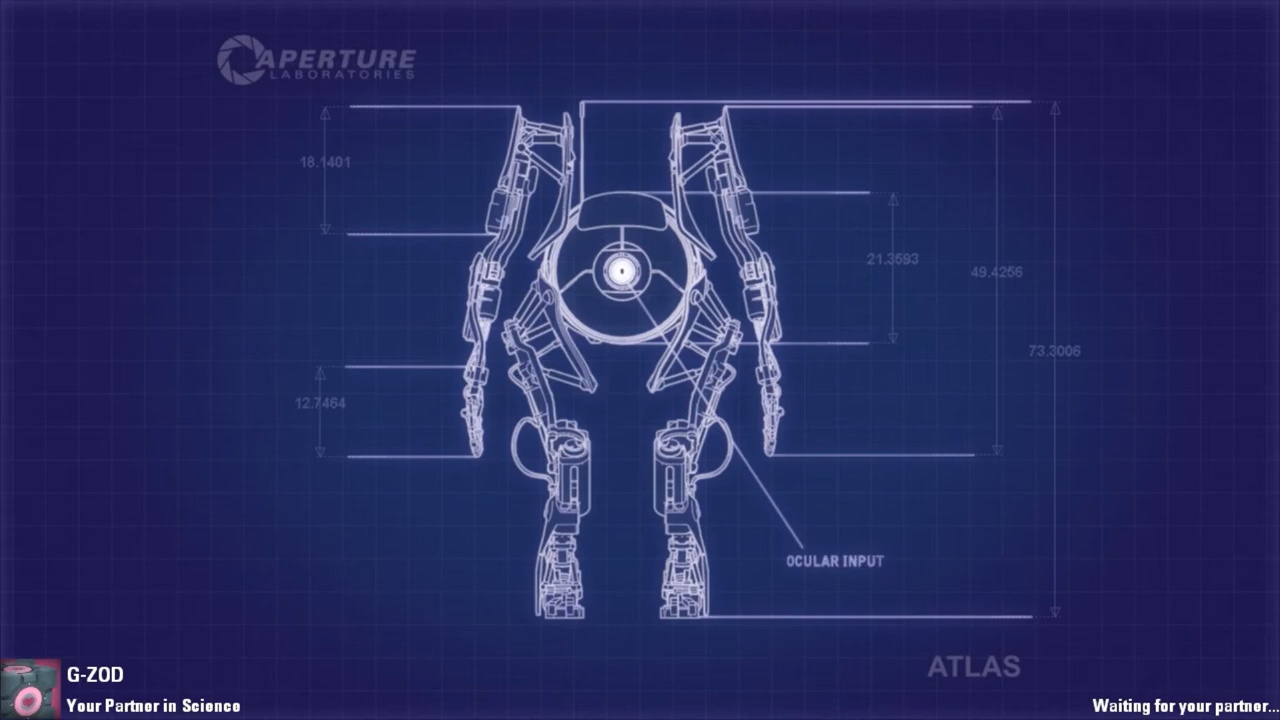 APERTURE
LABORATORIES
18.1401
21.3593
49.4256
73.3006
12.7464
OCULAR INPUT
ATLAS
G-ZOD
Your Partner in Science
Waiting for your partner...